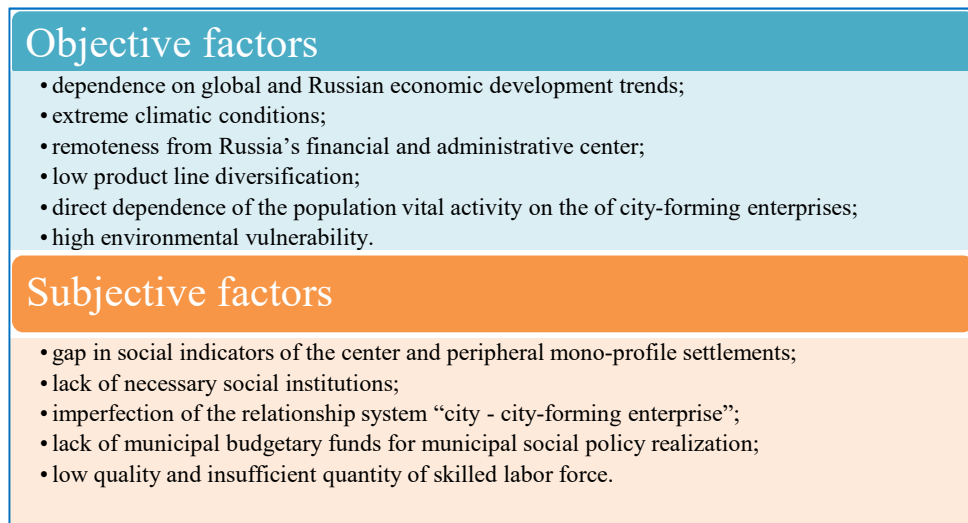 Objective factors
• dependence on global and Russian economic development trends;
• extreme climatic conditions;
• remoteness from Russia’s financial and administrative center;
• low product line diversification;
• direct dependence of the population vital activity on the of city-forming enterprises;
• high environmental vulnerability.
Subjective factors
• gap in social indicators of the center and peripheral mono-profile settlements;
• lack of necessary social institutions;
• imperfection of the relationship system “city - city-forming enterprise”;
• lack of municipal budgetary funds for municipal social policy realization;
• low quality and insufficient quantity of skilled labor force.